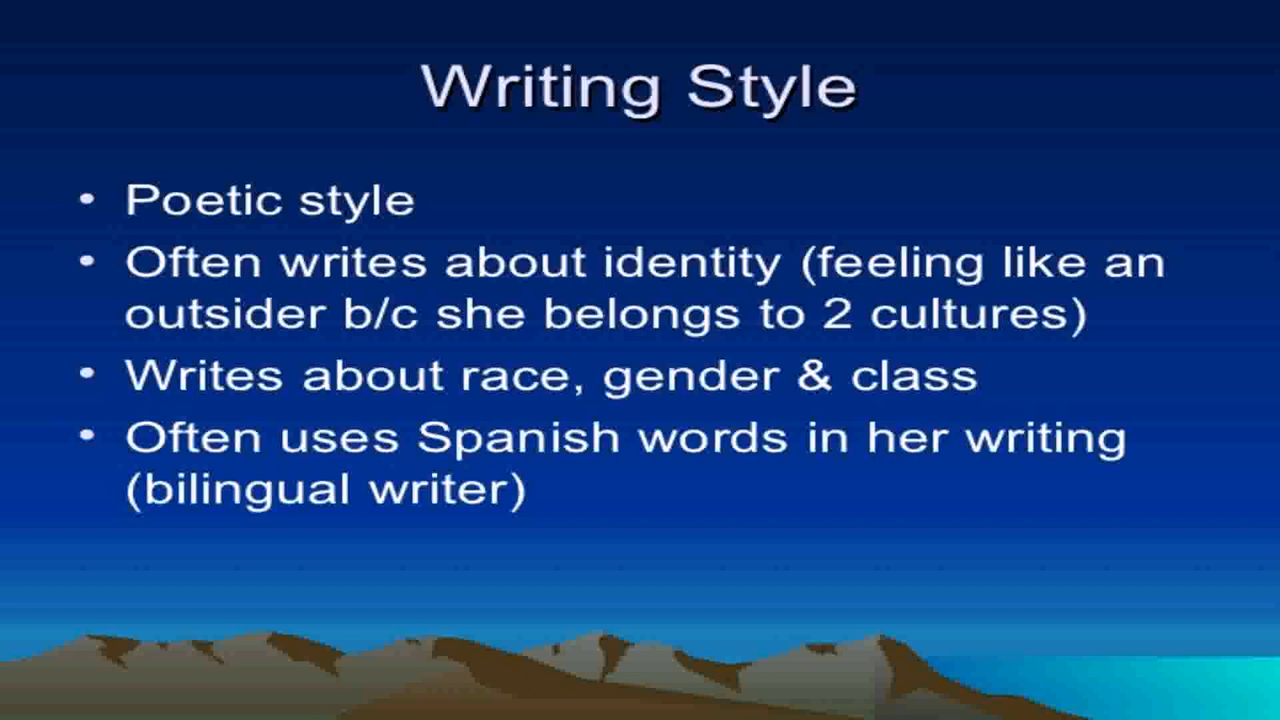 Writing Style
• Poetic style
• Often writes about identity (feeling like an
outsider b/c she belongs to 2 cultures)
• Writes about race, gender & class
• Often uses Spanish words in her writing
(bilingual writer)